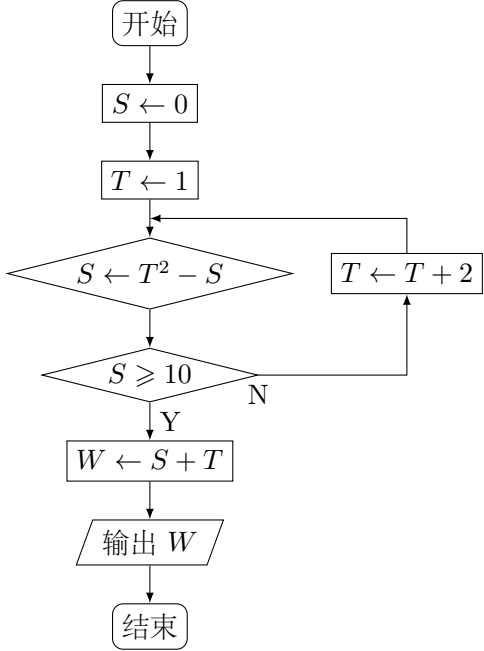 开始
S ← 0
T ← 1
S ← T² − S
T ← T + 2
S ⩾ 10
N
Y
W ← S + T
输出 W
结束